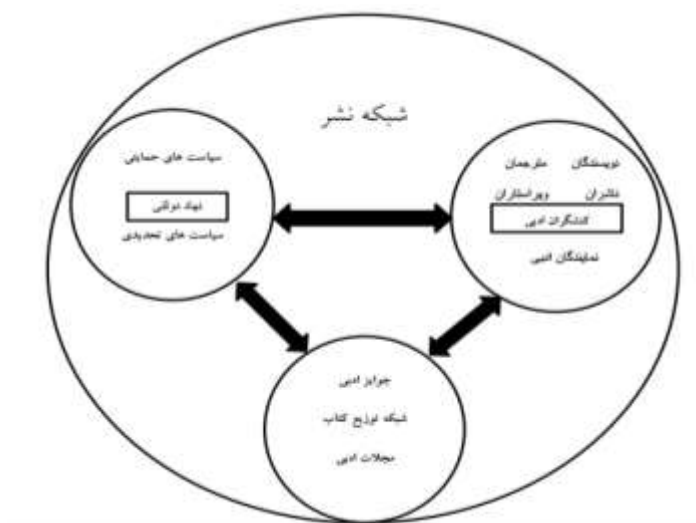 شبکه نشر
نویسندگان مترجمان
ناشران ویراستاران
کنشگران ادبی
نمایندگان ادبی
سیاست های حمایتی
نهاد دولتی
سیاست های تحدیدی
جوایز ادبی
شبکه توزیع کتاب
مجلات ادبی